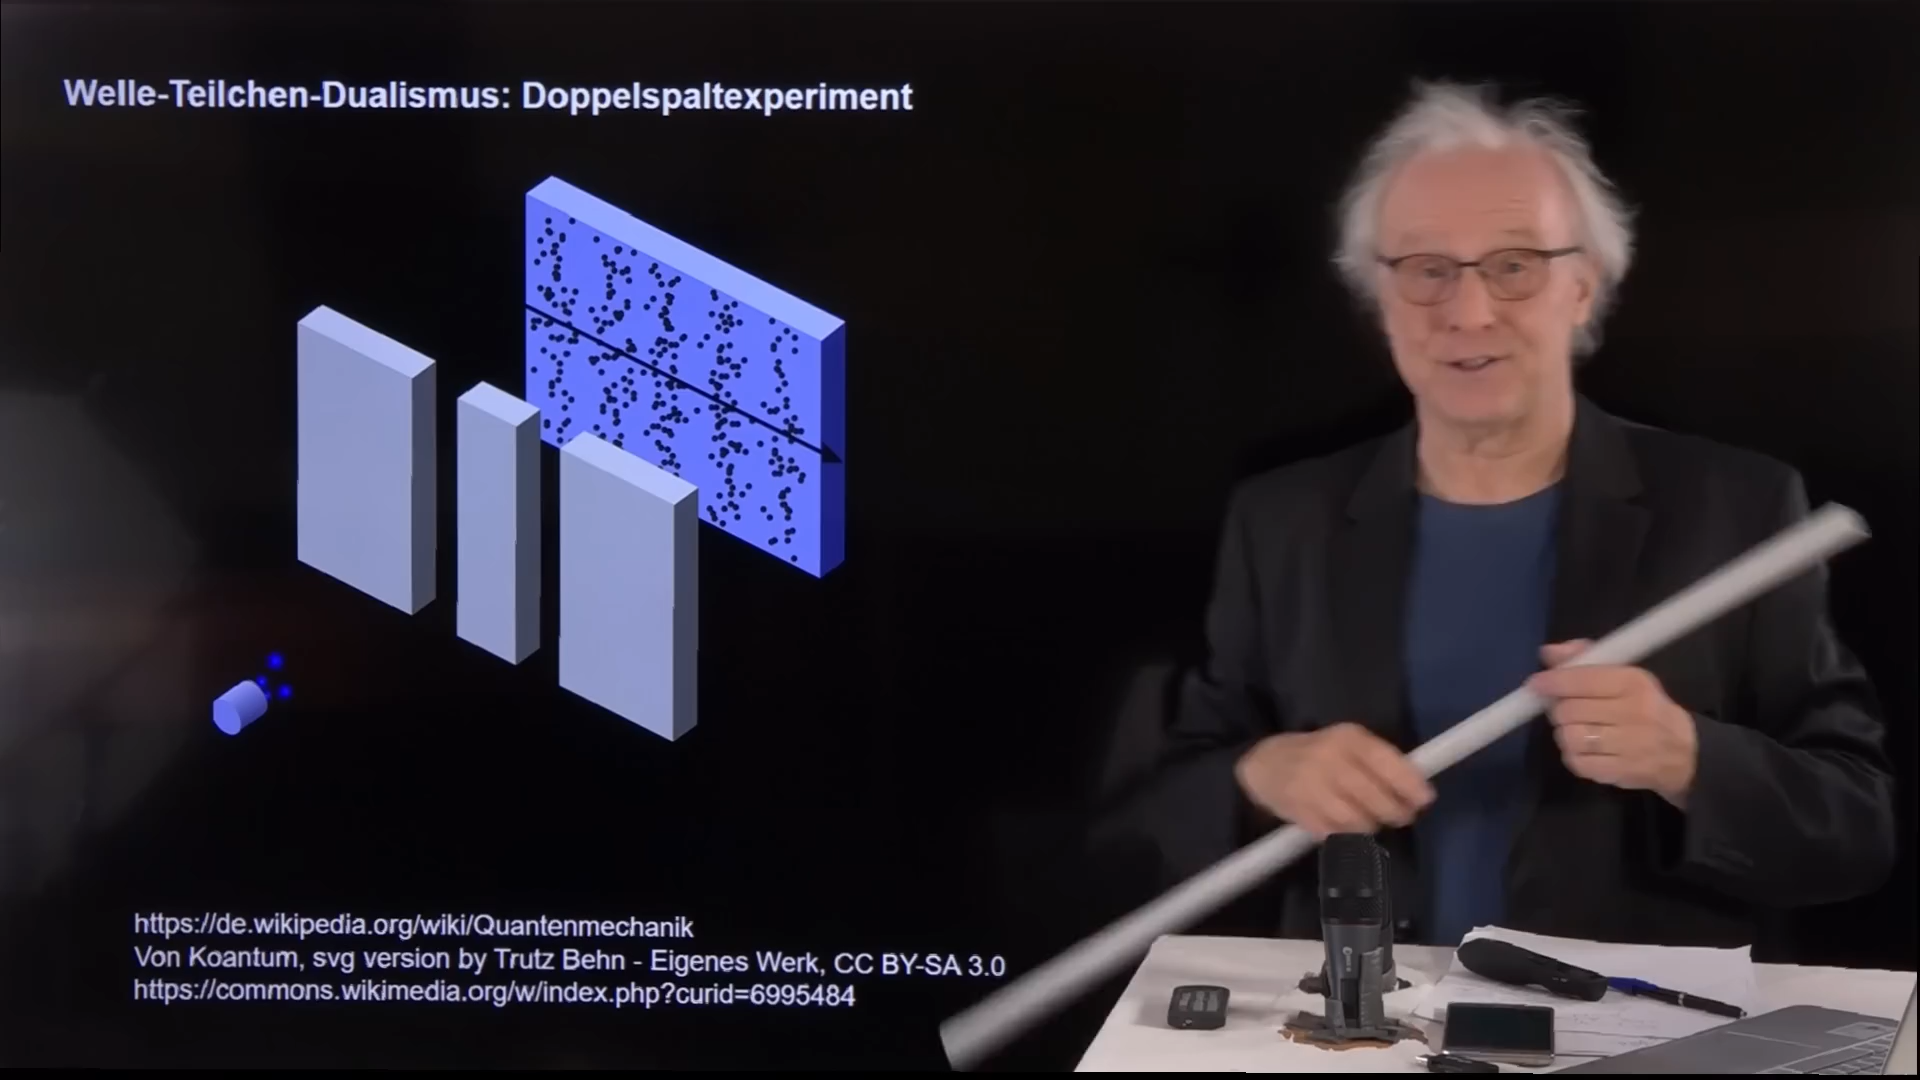 Welle-Teilchen-Dualismus: Doppelspaltexperiment
https://de.wikipedia.org/wiki/Quantenmechanik
Von Koantum, svg version by Trutz Behn - Eigenes Werk, CC BY-SA 3.0
https://commons.wikimedia.org/w/index.php?curid=6995484